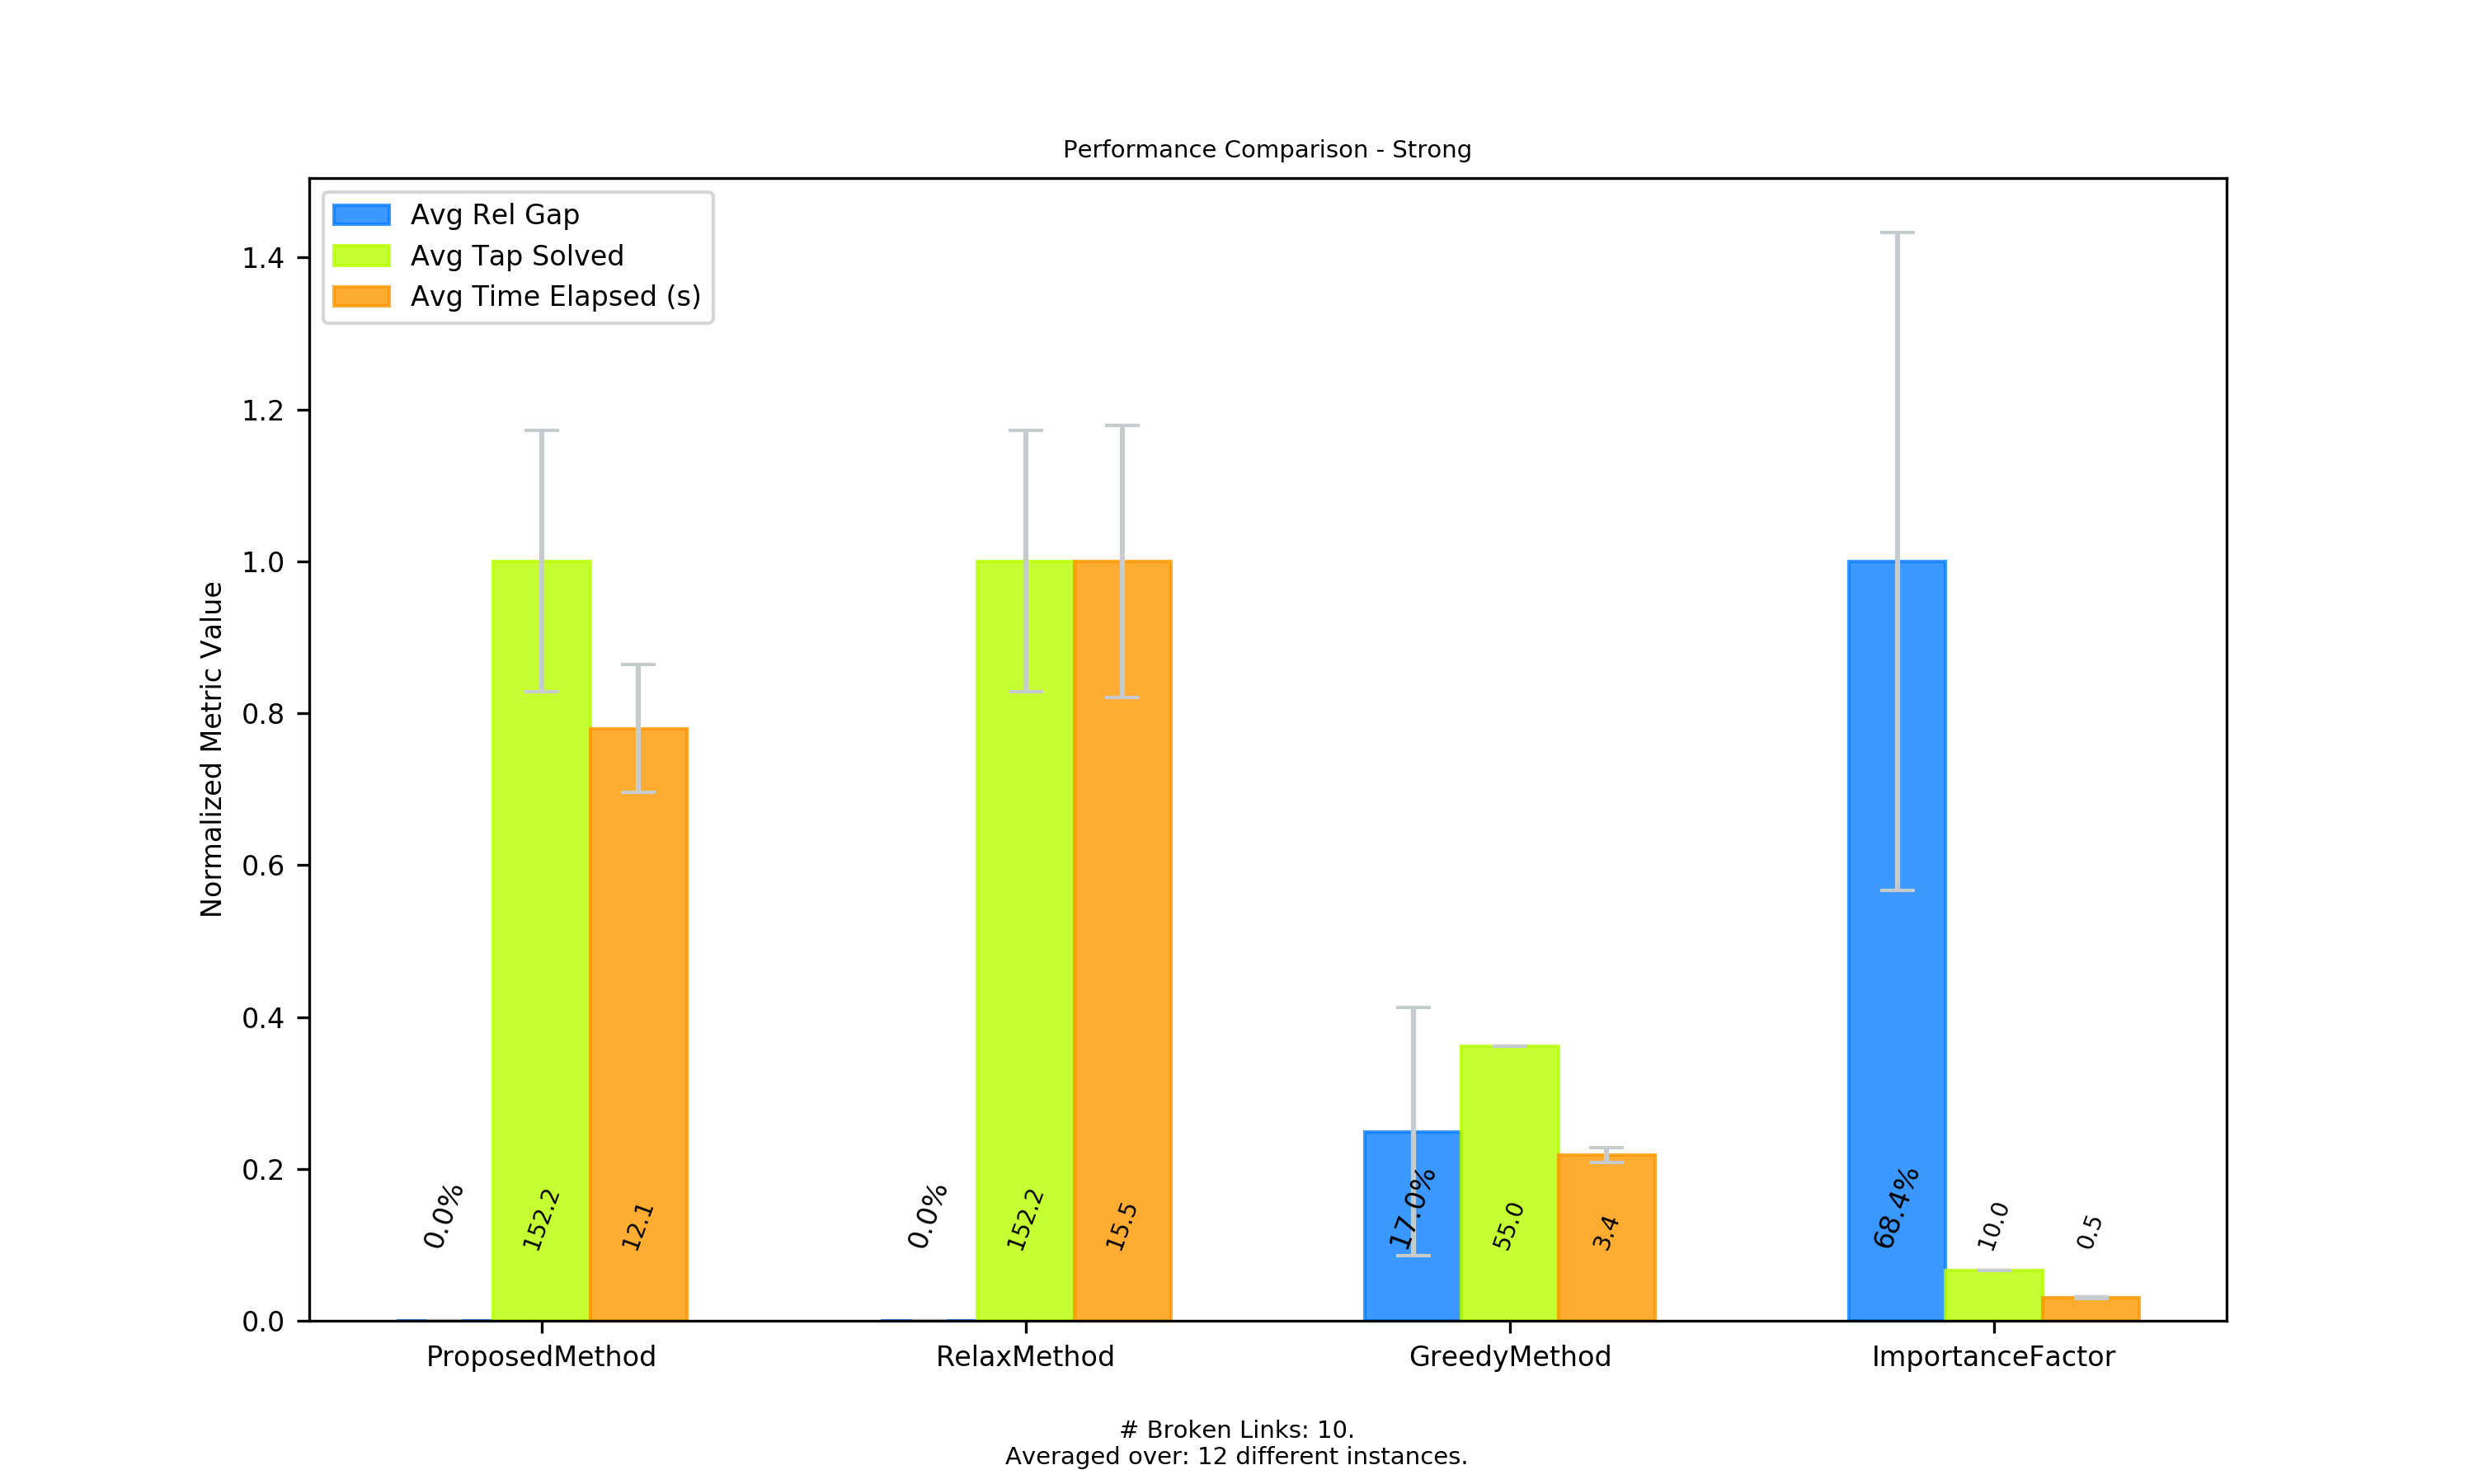 Performance Comparison - Strong
Avg Rel Gap
Avg Tap Solved
Avg Time Elapsed (s)
Normalized Metric Value
1.4
1.2
1.0
0.8
0.6
0.4
0.2
0.0
0.0%
152.2
12.1
0.0%
152.2
15.5
17.0%
55.0
3.4
68.4%
10.0
0.5
ProposedMethod
RelaxMethod
GreedyMethod
ImportanceFactor
# Broken Links: 10.
Averaged over: 12 different instances.